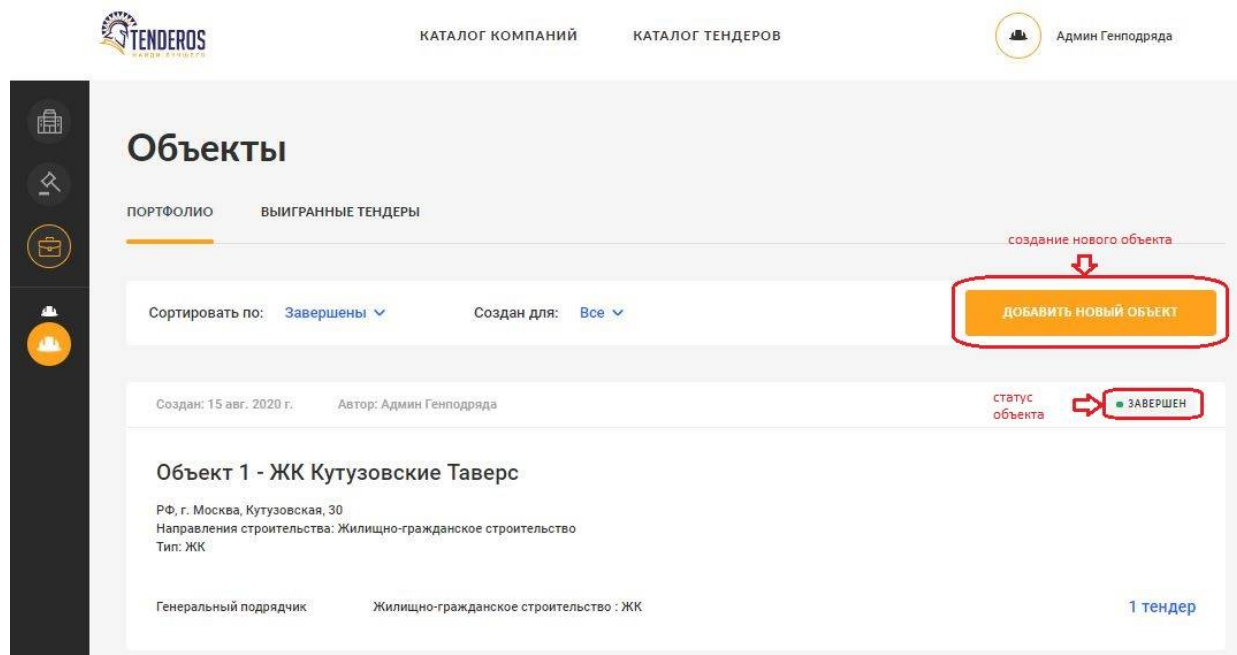 TENDEROS
НАЙДИ ЛУЧШЕГО
КАТАЛОГ КОМПАНИЙ
КАТАЛОГ ТЕНДЕРОВ
Админ Генподряда
Объекты
ПОРТФОЛИО
ВЫИГРАННЫЕ ТЕНДЕРЫ
создание нового объекта
Сортировать по: Завершены
Создан для: Все
ДОБАВИТЬ НОВЫЙ ОБЪЕКТ
Создан: 15 авг. 2020 г.
Автор: Админ Генподряда
статус
объекта
ЗАВЕРШЕН
Объект 1 - ЖК Кутузовские Таверс
РФ, г. Москва, Кутузовская, 30
Направления строительства: Жилищно-гражданское строительство
Тип: ЖК
Генеральный подрядчик
Жилищно-гражданское строительство : ЖК
1 тендер